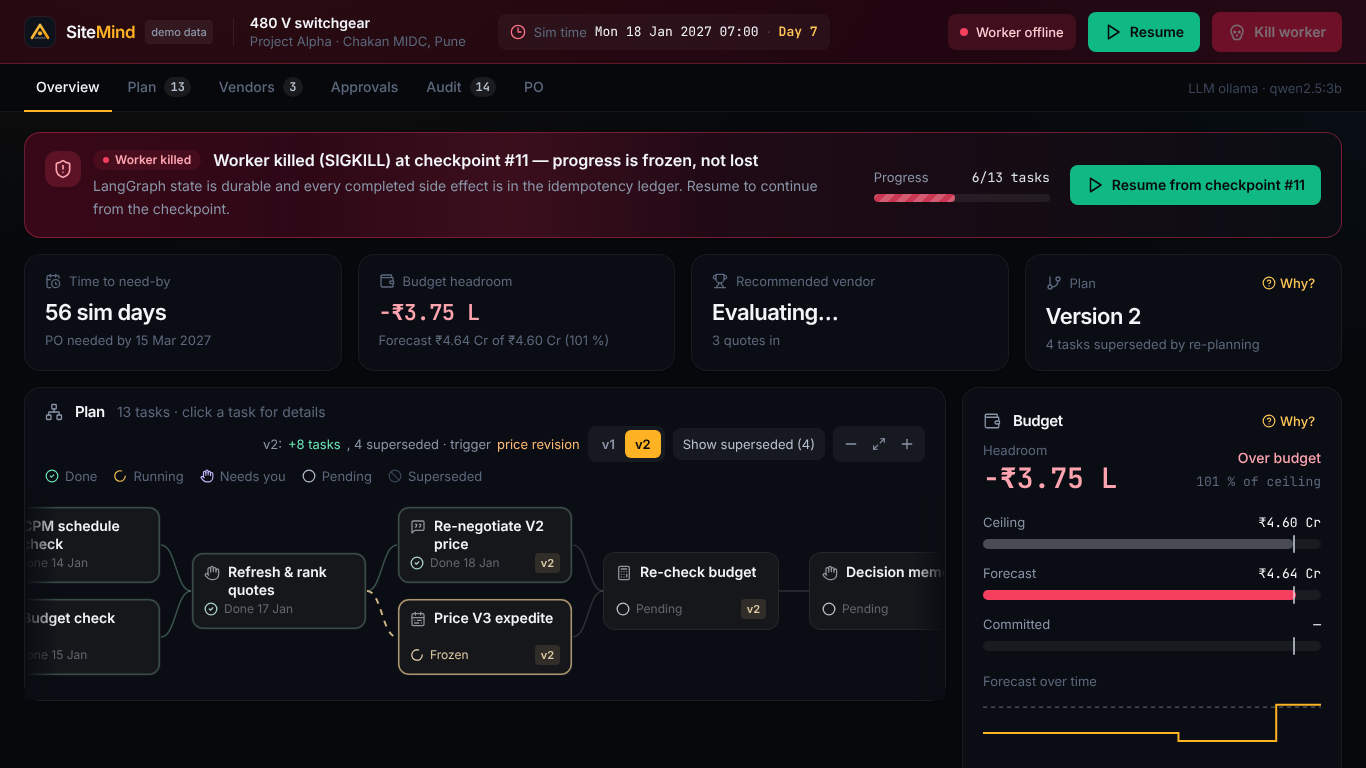 SiteMind demo data
480 V switchgear
Project Alpha · Chakan MIDC, Pune
Sim time Mon 18 Jan 2027 07:00 · Day 7
Worker offline
Resume
Kill worker
Overview Plan 13 Vendors 3 Approvals Audit 14 PO
LLM ollama · qwen2.5:3b
Worker killed Worker killed (SIGKILL) at checkpoint #11 — progress is frozen, not lost
LangGraph state is durable and every completed side effect is in the idempotency ledger. Resume to continue
from the checkpoint.
Progress 6/13 tasks
Resume from checkpoint #11
Time to need-by
56 sim days
PO needed by 15 Mar 2027
Budget headroom
-₹3.75 L
Forecast ₹4.64 Cr of ₹4.60 Cr (101 %)
Recommended vendor
Evaluating…
3 quotes in
Plan Why?
Version 2
4 tasks superseded by re-planning
Plan 13 tasks · click a task for details
v2: +8 tasks , 4 superseded · trigger price revision v1 v2 Show superseded (4)
Done Running Needs you Pending Superseded
CPM schedule
check
one 14 Jan
Budget check
one 15 Jan
Refresh & rank
quotes
Done 17 Jan
Re-negotiate V2
price
Done 18 Jan v2
Price V3 expedite
Frozen v2
Re-check budget
Pending v2
Decision mem
Pending
Budget Why?
Headroom
-₹3.75 L
Over budget
101 % of ceiling
Ceiling ₹4.60 Cr
Forecast ₹4.64 Cr
Committed –
Forecast over time